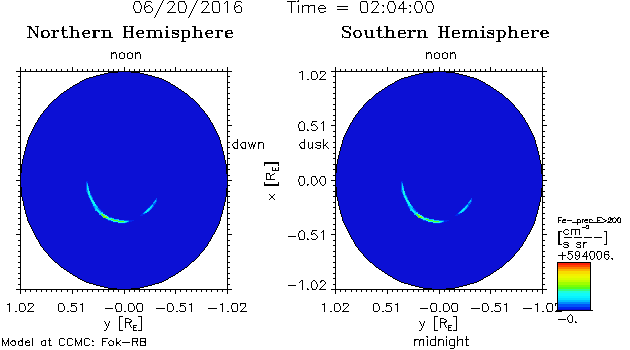 06/20/2016 Time = 02:04:00
Northern Hemisphere Southern Hemisphere
noon noon
1.02
0.51
dawn dusk
0.00
x [RE]
-0.51
-1.02
Fe-_prec_E>200
[cm-2
s sr--]
+594006.
-0.
1.02 0.51 -0.00 -0.51 -1.02 1.02 0.51 -0.00 -0.51 -1.02
y [RE] y [RE]
Model at CCMC: Fok-RB midnight